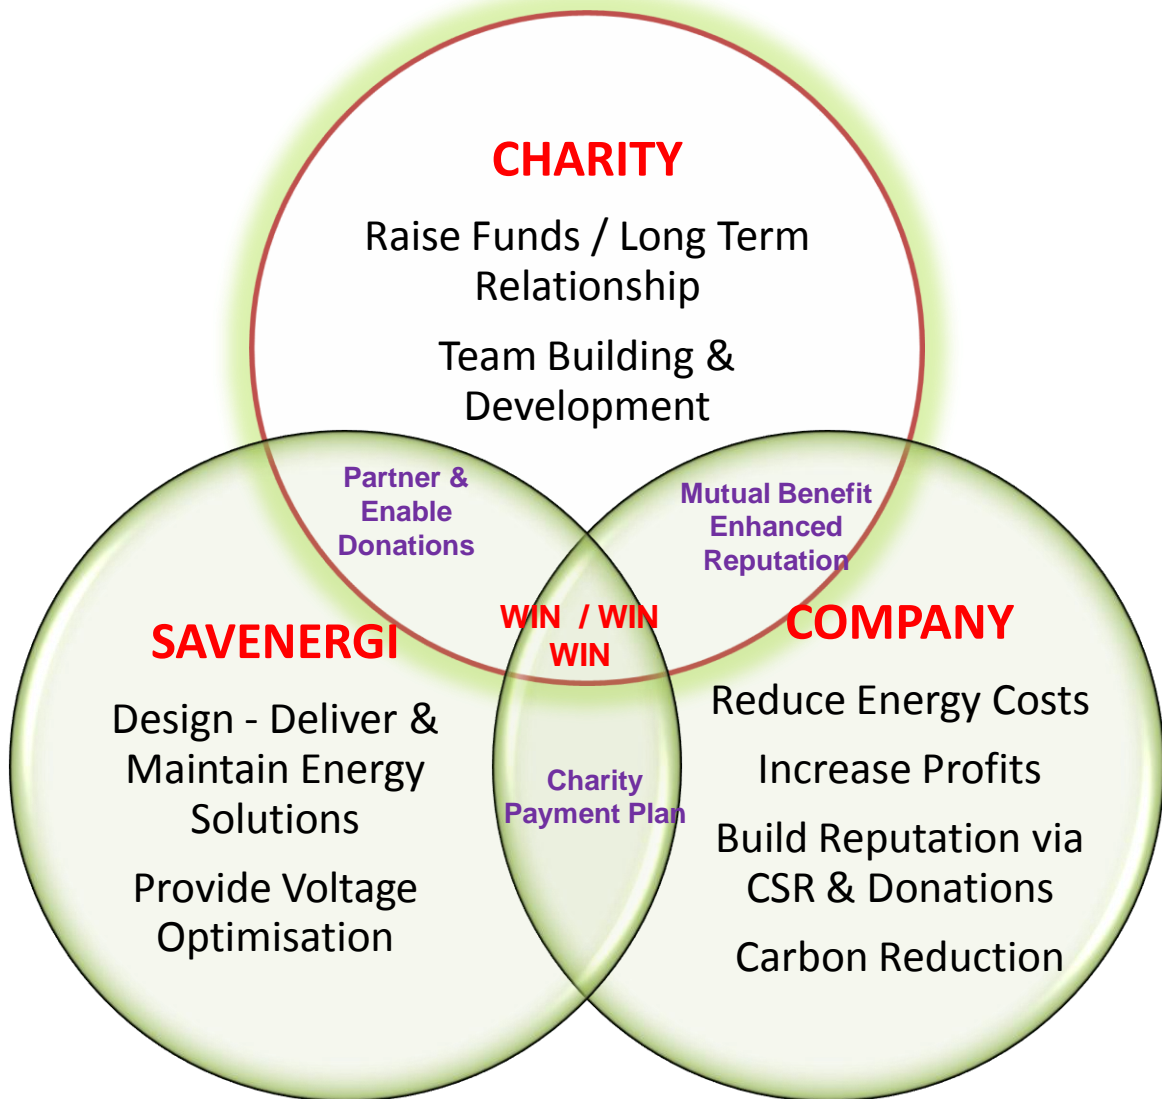 CHARITY
Raise Funds / Long Term
Relationship
Team Building &
Development
Partner &
Enable
Donations
Mutual Benefit
Enhanced
Reputation
WIN / WIN
WIN
SAVENERGI
Design - Deliver &
Maintain Energy
Solutions
Provide Voltage
Optimisation
Charity
Payment Plan
COMPANY
Reduce Energy Costs
Increase Profits
Build Reputation via
CSR & Donations
Carbon Reduction